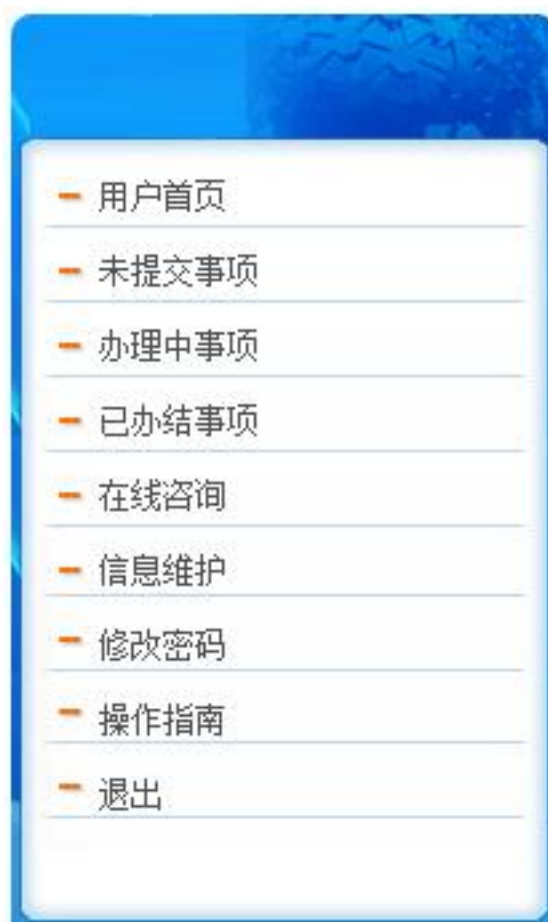 用户首页
未提交事项
办理中事项
已办结事项
在线咨询
信息维护
修改密码
操作指南
退出